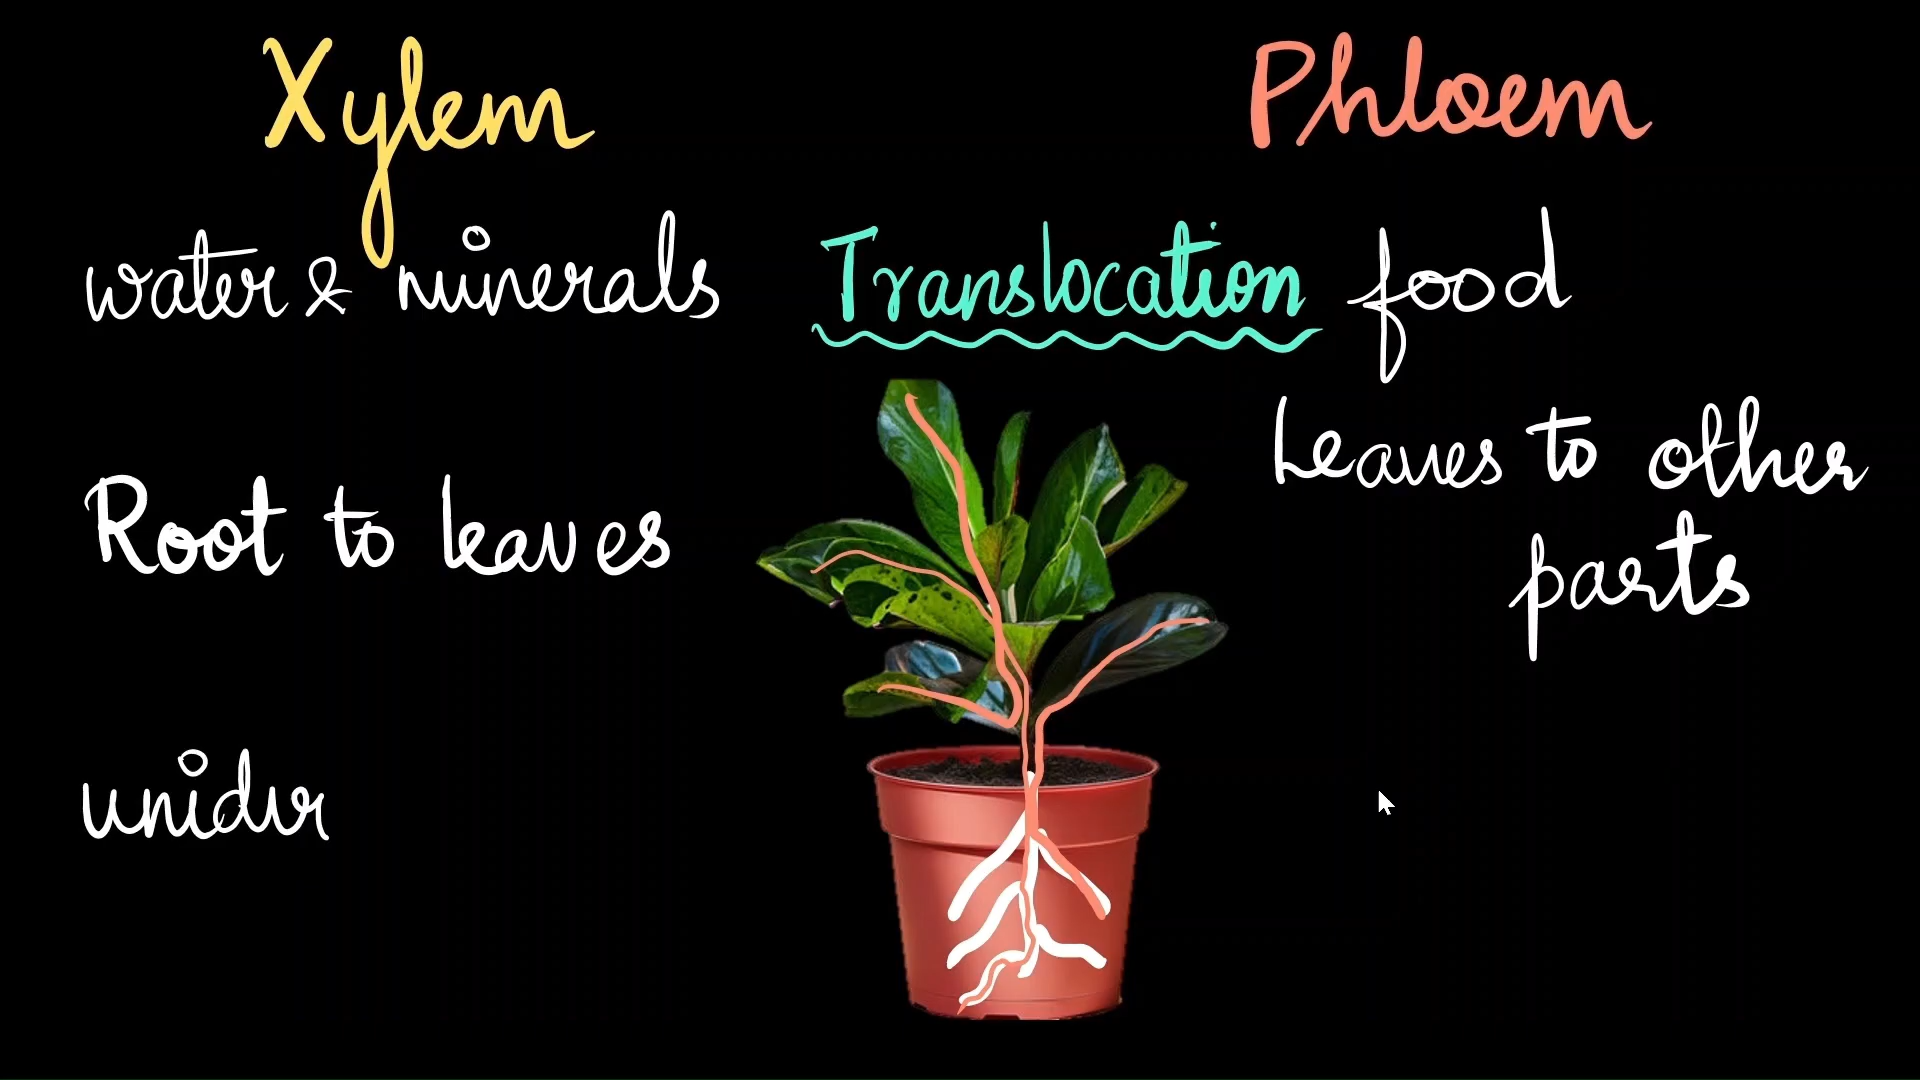 Xylem
Phloem
water & minerals
Translocation food
Leaves to other
parts
Root to leaves
unidir